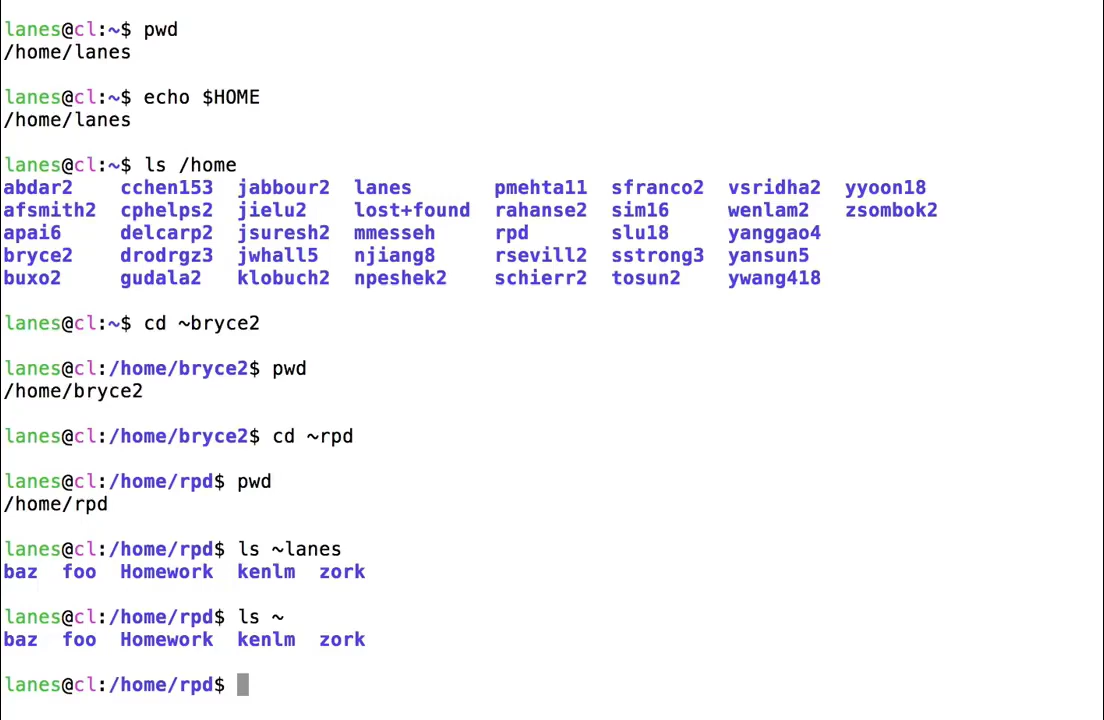 lanes@cl:~$ pwd
/home/lanes
lanes@cl:~$ echo $HOME
/home/lanes
lanes@cl:~$ ls /home
abdar2 cchen153 jabbour2 lanes pmehta11 sfranco2 vsridha2 yyoon18
afsmith2 cphelps2 jielu2 lost+found rahanse2 sim16 wenlam2 zsombok2
apai6 delcarp2 jsuresh2 mmesseh rpd slu18 yanggao4
bryce2 drodrgz3 jwhall5 njiang8 rsevill2 sstrong3 yansun5
buxo2 gudala2 klobuch2 npeshek2 schierr2 tosun2 ywang418
lanes@cl:~$ cd ~bryce2
lanes@cl:/home/bryce2$ pwd
/home/bryce2
lanes@cl:/home/bryce2$ cd ~rpd
lanes@cl:/home/rpd$ pwd
/home/rpd
lanes@cl:/home/rpd$ ls ~lanes
baz foo Homework kenlm zork
lanes@cl:/home/rpd$ ls ~
baz foo Homework kenlm zork
lanes@cl:/home/rpd$